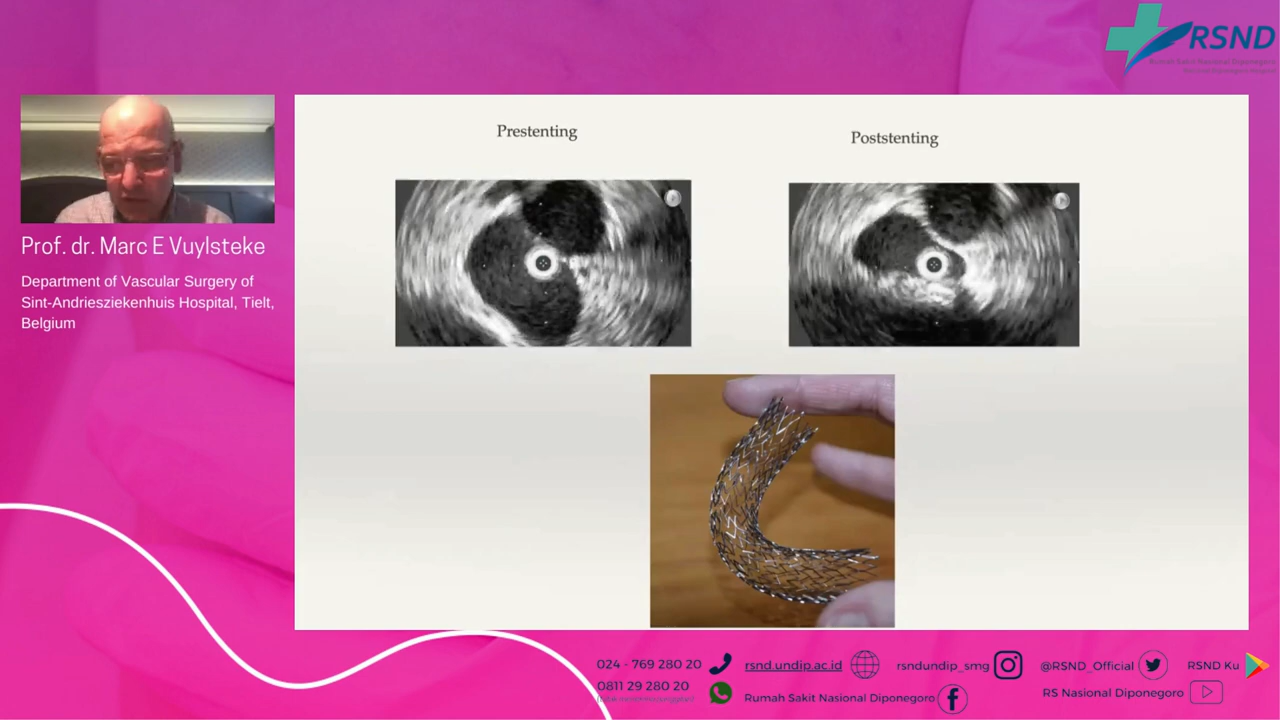 RSND
Rumah Sakit Nasional Diponegoro
Prestenting
Poststenting
Prof. dr. Marc E Vuylsteke
Department of Vascular Surgery of
Sint-Andriesziekenhuis Hospital, Tielt,
Belgium
024 - 769 280 20
rsnd.undip.ac.id
rsndundip_smg
@RSND_Official
RSND Ku
0811 29 280 20
Rumah Sakit Nasional Diponegoro
RS Nasional Diponegoro